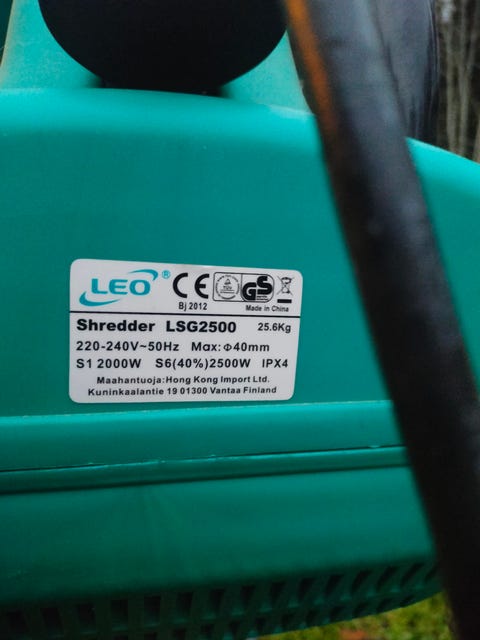 LEO ® CE TÜV GS
Bj 2012 Made in China
Shredder LSG2500 25.6Kg
220-240V~50Hz Max:Φ40mm
S1 2000W S6(40%)2500W IPX4
Maahantuoja:Hong Kong Import Ltd.
Kuninkaalantie 19 01300 Vantaa Finland